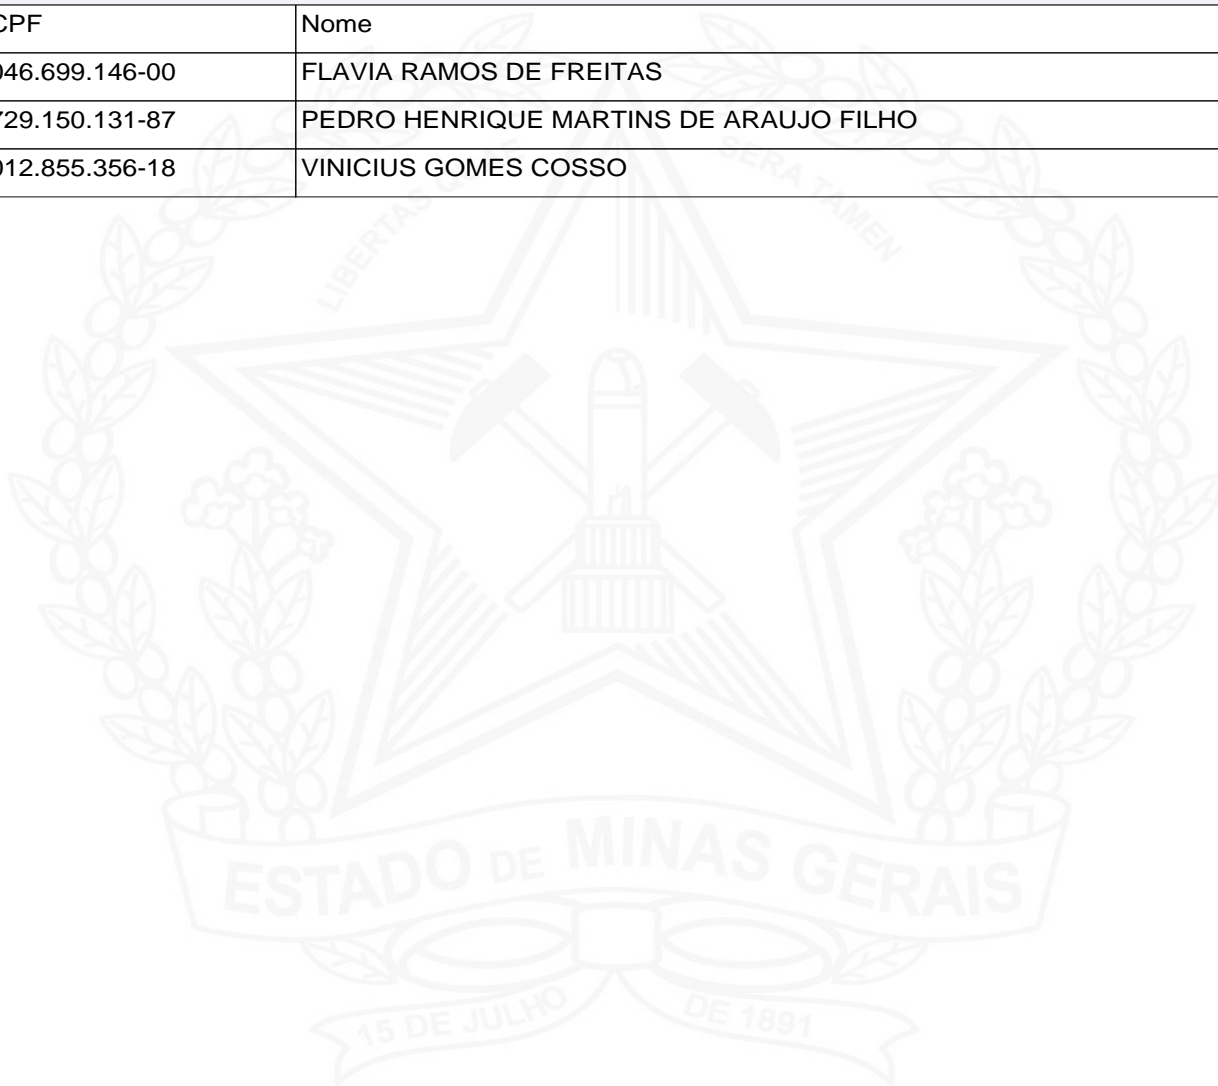 CPF Nome
046.699.146-00 FLAVIA RAMOS DE FREITAS
729.150.131-87 PEDRO HENRIQUE MARTINS DE ARAUJO FILHO
012.855.356-18 VINICIUS GOMES COSSO
LIBERTAS QUÆ SERA TAMEN
ESTADO DE MINAS GERAIS
15 DE JULHO DE 1891